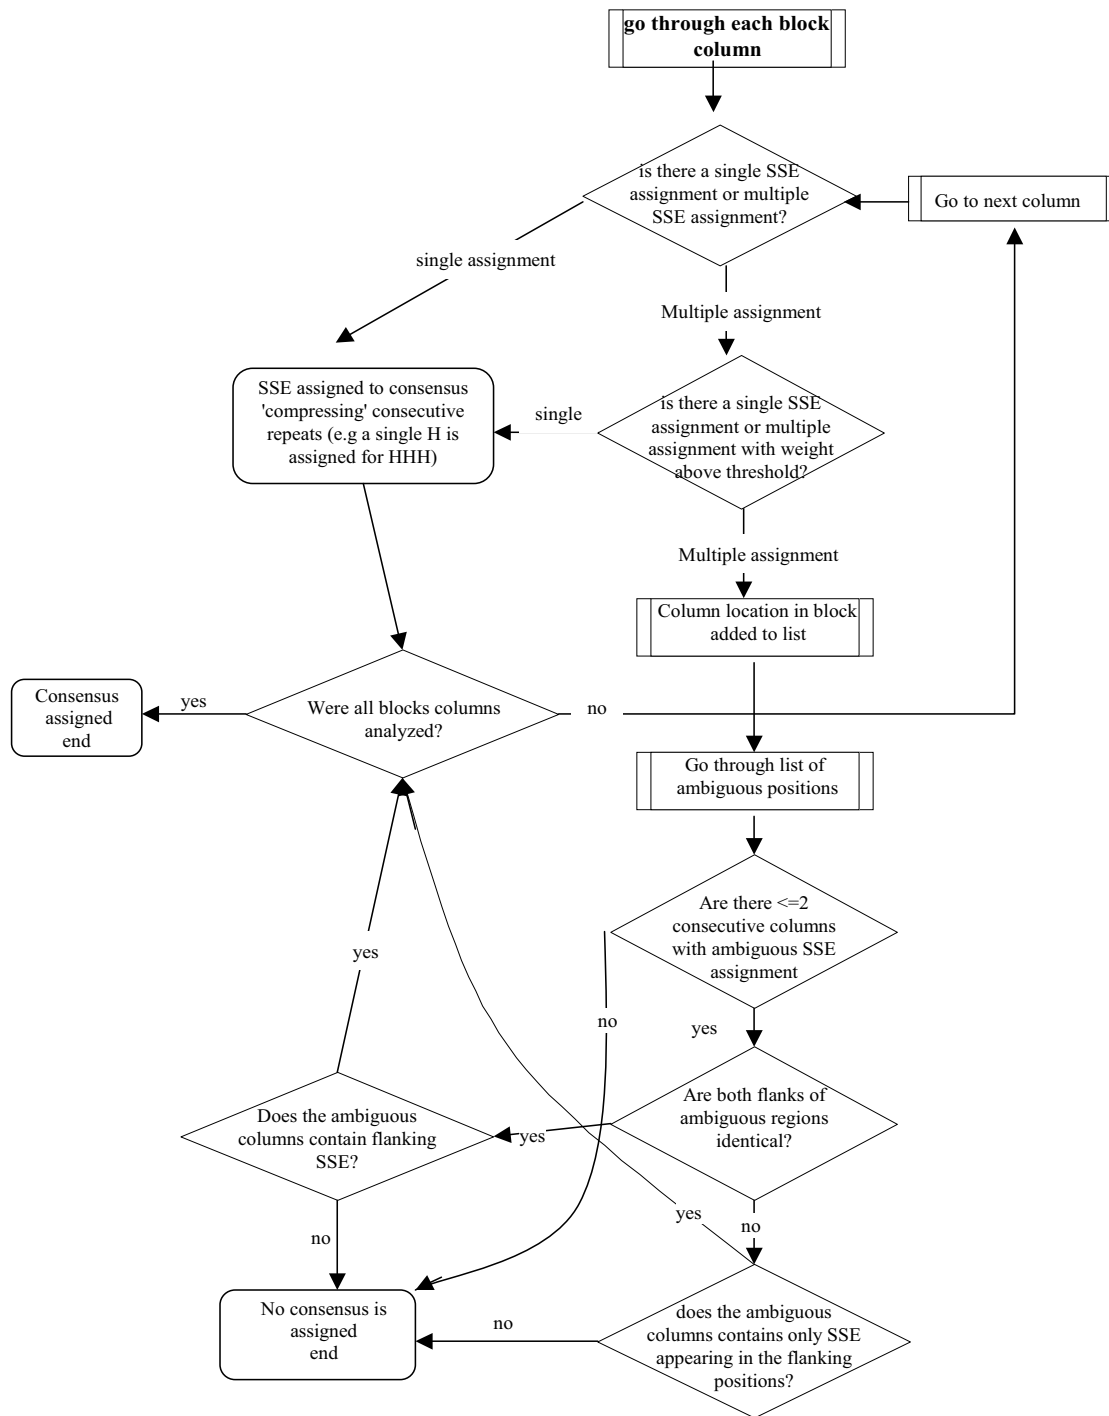 go through each block
column
is there a single SSE
assignment or multiple
SSE assignment?
Go to next column
single assignment
Multiple assignment
SSE assigned to consensus
'compressing' consecutive
repeats (e.g a single H is
assigned for HHH)
single
is there a single SSE
assignment or multiple
assignment with weight
above threshold?
Multiple assignment
Column location in block
added to list
Consensus
assigned
end
yes
Were all blocks columns
analyzed?
no
Go through list of
ambiguous positions
Are there <=2
consecutive columns
with ambiguous SSE
assignment
yes
no
yes
Are both flanks of
ambiguous regions
identical?
Does the ambiguous
columns contain flanking
SSE?
yes
yes
no
no
No consensus is
assigned
end
no
does the ambiguous
columns contains only SSE
appearing in the flanking
positions?